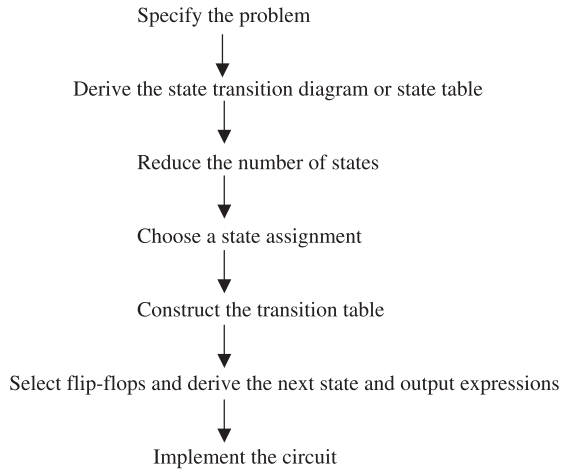 Specify the problem
Derive the state transition diagram or state table
Reduce the number of states
Choose a state assignment
Construct the transition table
Select flip-flops and derive the next state and output expressions
Implement the circuit